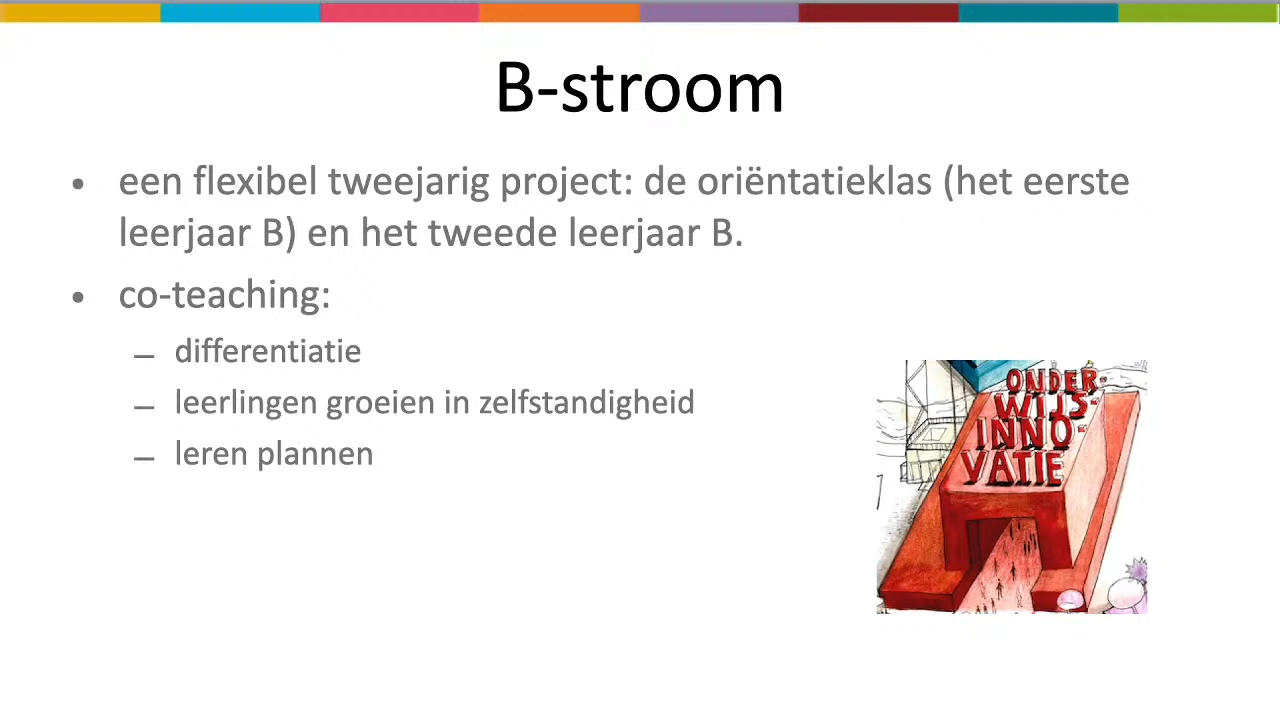 B-stroom
• een flexibel tweejarig project: de oriëntatieklas (het eerste
leerjaar B) en het tweede leerjaar B.
• co-teaching:
– differentiatie
– leerlingen groeien in zelfstandigheid
– leren plannen
ONDER-
WIJS-
INNO-
VATIE